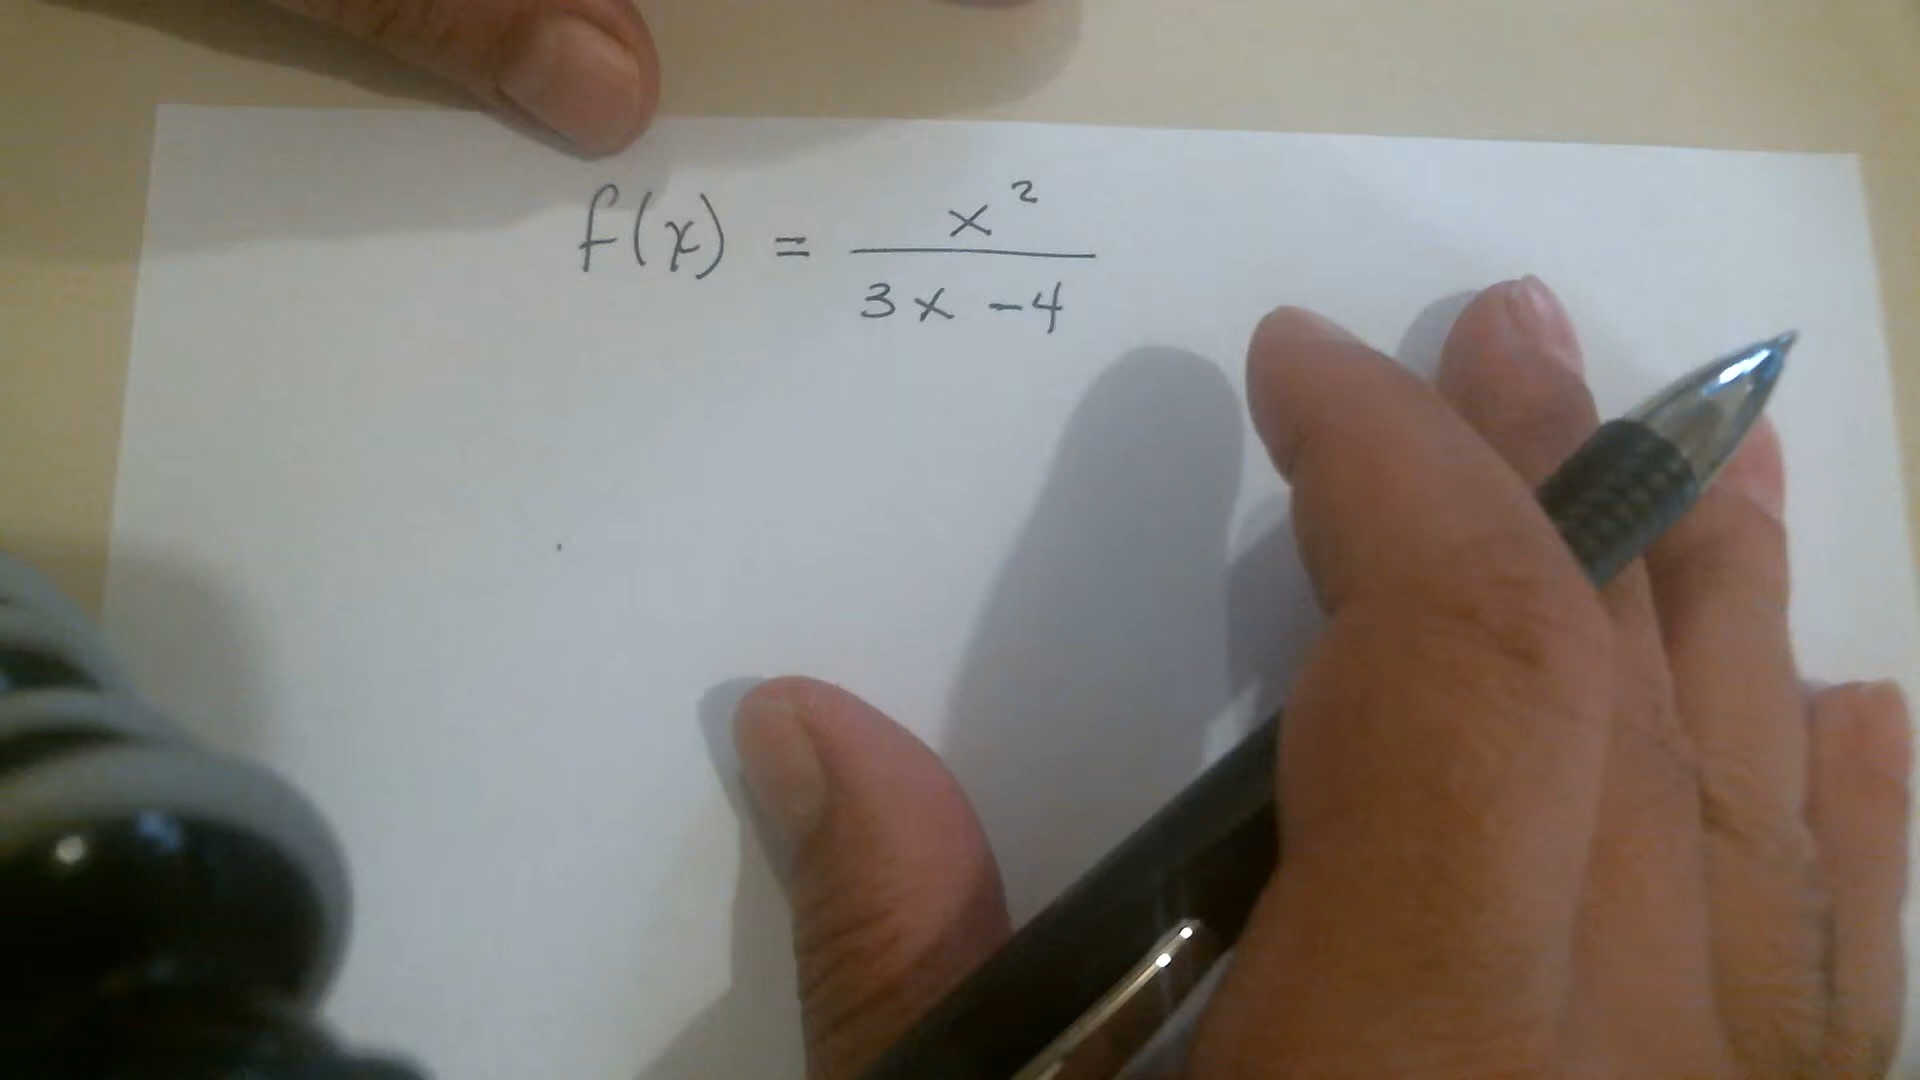 f(x) = x² / 3x - 4